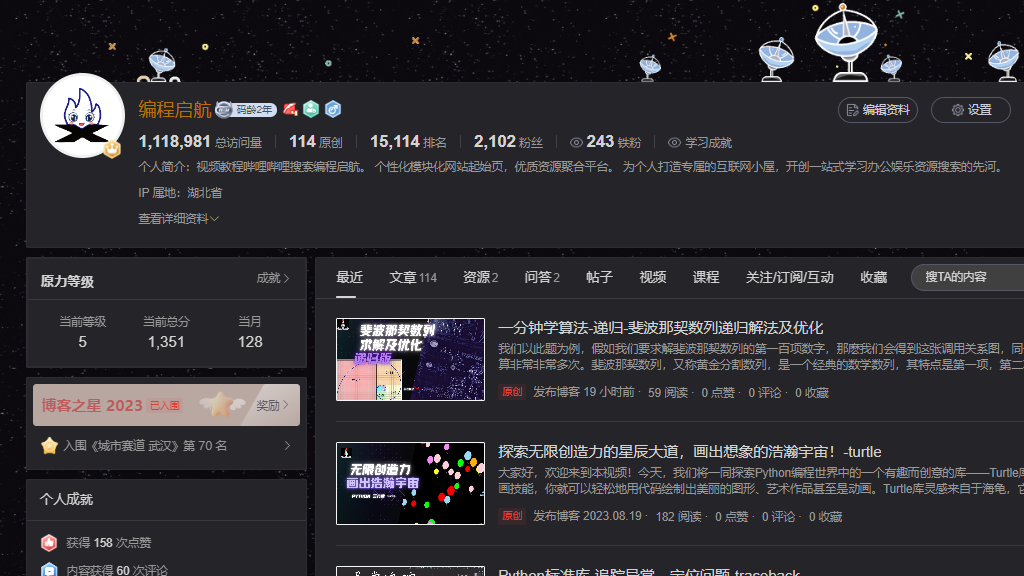 编程启航 码龄2年
编辑资料 设置
1,118,981 总访问量 114 原创 15,114 排名 2,102 粉丝 243 铁粉 学习成就
个人简介：视频教程哔哩哔哩搜索编程启航。 个性化模块化网站起始页，优质资源聚合平台。 为个人打造专属的互联网小屋，开创一站式学习办公娱乐资源搜索的先河。
IP 属地：湖北省
查看详细资料
原力等级 成就
当前等级 当前总分 当月
5 1,351 128
博客之星 2023 已入围 奖励
入围《城市赛道 武汉》第 70 名
个人成就
获得 158 次点赞
内容获得 60 次评论
最近 文章 114 资源 2 问答 2 帖子 视频 课程 关注/订阅/互动 收藏 搜TA的内容
斐波那契数列
求解及优化
递归版
一分钟学算法-递归-斐波那契数列递归解法及优化
我们以此题为例，假如我们要求解斐波那契数列的第一百项数字，那麽我们会得到这张调用关系图，同
算非常非常多次。斐波那契数列，又称黄金分割数列，是一个经典的数学数列，其特点是第一项，第二
原创 发布博客 19 小时前 · 59 阅读 · 0 点赞 · 0 评论 · 0 收藏
无限创造力
画出浩瀚宇宙
探索无限创造力的星辰大道，画出想象的浩瀚宇宙！-turtle
大家好，欢迎来到本视频！今天，我们将一同探索Python编程世界中的一个有趣而创意的库——Turtle库
画技能，你就可以轻松地用代码绘制出美丽的图形、艺术作品甚至是动画。Turtle库灵感来自于海龟，它
原创 发布博客 2023.08.19 · 182 阅读 · 0 点赞 · 0 评论 · 0 收藏
Python标准库-追踪异常，定位问题-traceback